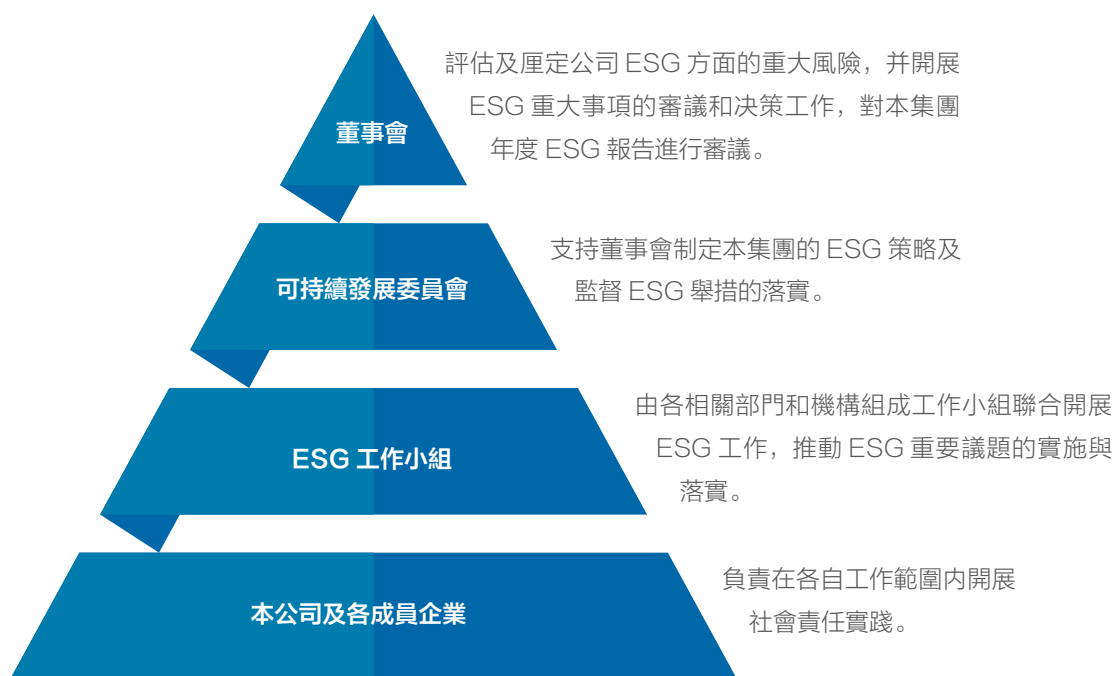 評估及厘定公司 ESG 方面的重大風險，并開展
ESG 重大事項的審議和決策工作，對本集團
年度 ESG 報告進行審議。
董事會
支持董事會制定本集團的 ESG 策略及
監督 ESG 舉措的落實。
可持續發展委員會
由各相關部門和機構組成工作小組聯合開展
ESG 工作，推動 ESG 重要議題的實施與
落實。
ESG 工作小組
負責在各自工作範圍内開展
社會責任實踐。
本公司及各成員企業